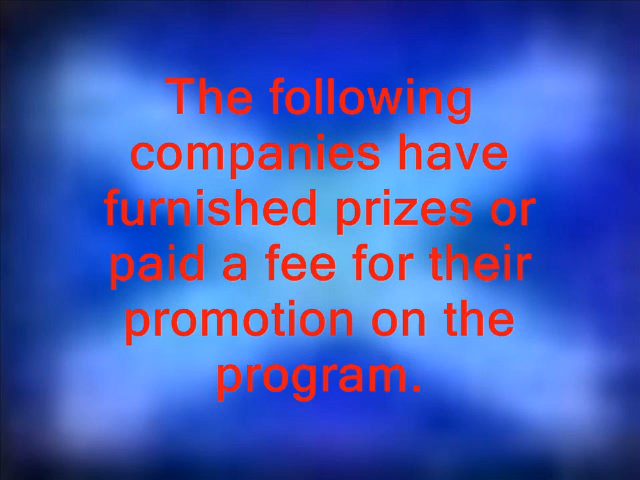 The following
companies have
furnished prizes or
paid a fee for their
promotion on the
program.